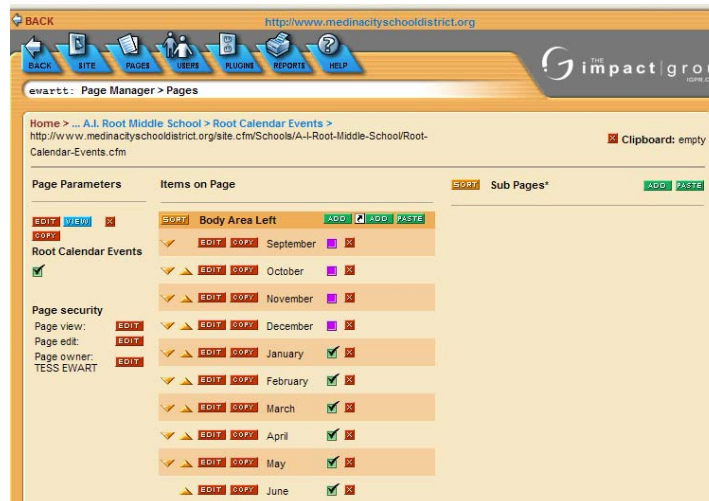 BACK
http://www.medinacityschooldistrict.org
BACK SITE PAGES USERS PLUGINS REPORTS HELP
THE
impact|grou
ewartt: Page Manager > Pages
Home > ... A.I. Root Middle School > Root Calendar Events >
http://www.medinacityschooldistrict.org/site.cfm/Schools/A-I-Root-Middle-School/Root-
Calendar-Events.cfm
Clipboard: empty
Page Parameters
Items on Page
SORT Sub Pages* ADD PASTE
EDIT VIEW
COPY
Root Calendar Events
Page security
Page view: EDIT
Page edit: EDIT
Page owner: EDIT
TESS EWART
SORT Body Area Left ADD ADD PASTE
EDIT COPY September
EDIT COPY October
EDIT COPY November
EDIT COPY December
EDIT COPY January
EDIT COPY February
EDIT COPY March
EDIT COPY April
EDIT COPY May
EDIT COPY June